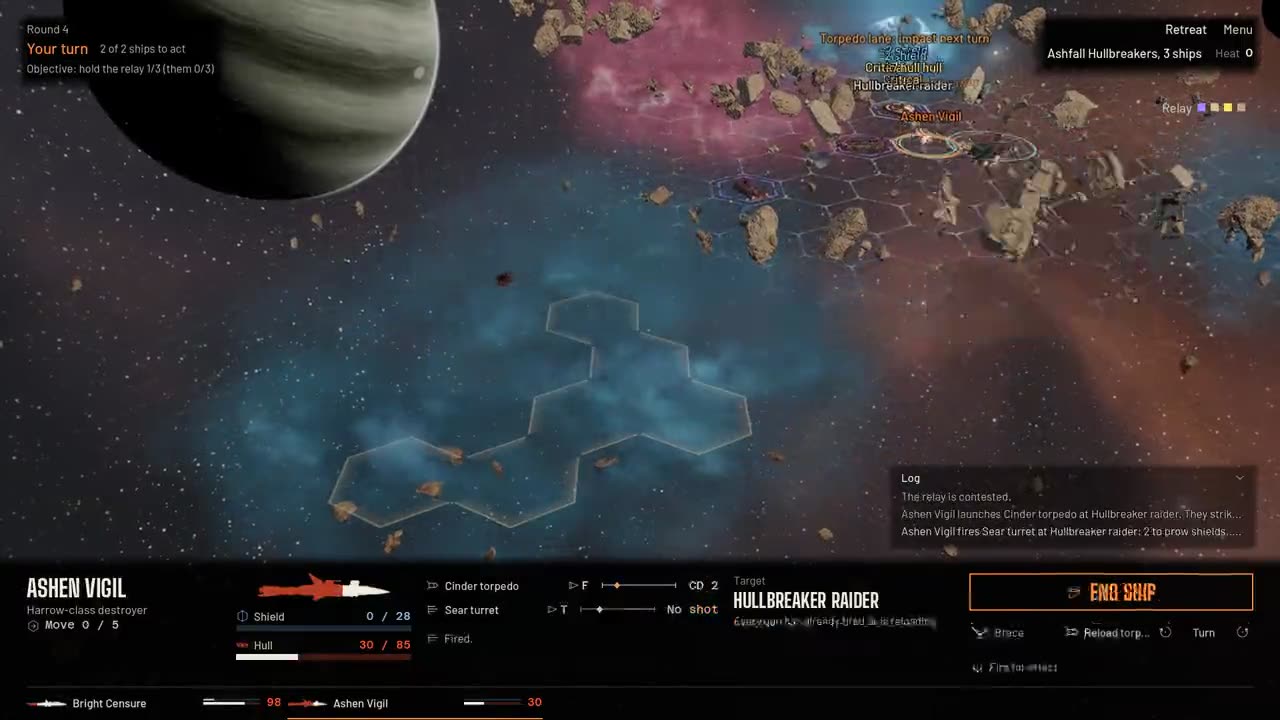 Round 4
Your turn 2 of 2 ships to act
Objective: hold the relay 1/3 (them 0/3)
Retreat Menu
Ashfall Hullbreakers, 3 ships Heat 0
Relay
Torpedo lane: impact next turn
Critical
Hullbreaker raider
Ashen Vigil
Log
The relay is contested.
Ashen Vigil launches Cinder torpedo at Hullbreaker raider. They strik...
Ashen Vigil fires Sear turret at Hullbreaker raider: 2 to prow shields.....
ASHEN VIGIL
Harrow-class destroyer
Move 0 / 5
Shield 0 / 28
Hull 30 / 85
Cinder torpedo F CD 2
Sear turret T No shot
Fired.
Target
HULLBREAKER RAIDER
END SHIP
Brace Reload torp... Turn
Bright Censure 98 Ashen Vigil 30